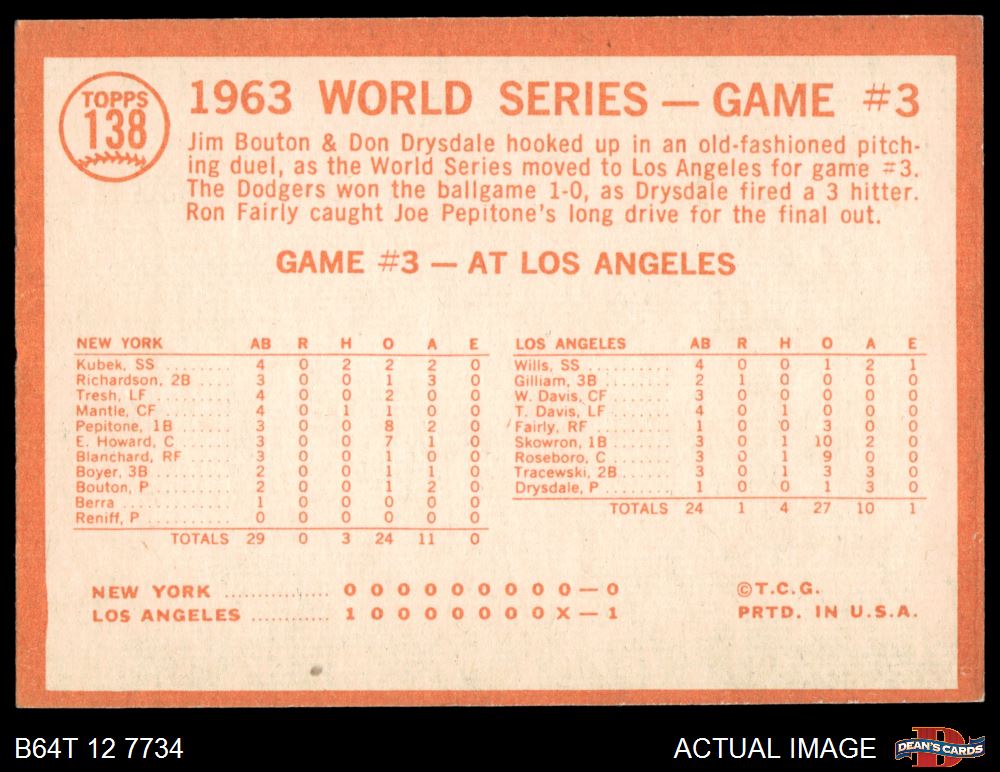 TOPPS
138
1963 WORLD SERIES — GAME #3
Jim Bouton & Don Drysdale hooked up in an old-fashioned pitch-
ing duel, as the World Series moved to Los Angeles for game #3.
The Dodgers won the ballgame 1-0, as Drysdale fired a 3 hitter.
Ron Fairly caught Joe Pepitone's long drive for the final out.
GAME #3 — AT LOS ANGELES
NEW YORK AB R H O A E
Kubek, SS ..... 4 0 2 2 2 0
Richardson, 2B ..... 3 0 0 1 3 0
Tresh, LF ..... 4 0 0 2 0 0
Mantle, CF ..... 4 0 1 1 0 0
Pepitone, 1B ..... 3 0 0 8 2 0
E. Howard, C ..... 3 0 0 7 1 0
Blanchard, RF ..... 3 0 0 1 0 0
Boyer, 3B ..... 2 0 0 1 1 0
Bouton, P ..... 2 0 0 1 2 0
Berra ..... 1 0 0 0 0 0
Reniff, P ..... 0 0 0 0 0 0
TOTALS 29 0 3 24 11 0
LOS ANGELES AB R H O A E
Wills, SS ..... 4 0 0 1 2 1
Gilliam, 3B ..... 2 1 0 0 0 0
W. Davis, CF ..... 3 0 0 0 0 0
T. Davis, LF ..... 4 0 1 0 0 0
Fairly, RF ..... 1 0 0 3 0 0
Skowron, 1B ..... 3 0 1 10 2 0
Roseboro, C ..... 3 0 1 9 0 0
Tracewski, 2B ..... 3 0 1 3 3 0
Drysdale, P ..... 1 0 0 1 3 0
TOTALS 24 1 4 27 10 1
NEW YORK ............... 0 0 0 0 0 0 0 0 0 — 0
LOS ANGELES ........... 1 0 0 0 0 0 0 0 X — 1
©T.C.G.
PRTD. IN U.S.A.
B64T 12 7734
ACTUAL IMAGE
DEAN'S CARDS